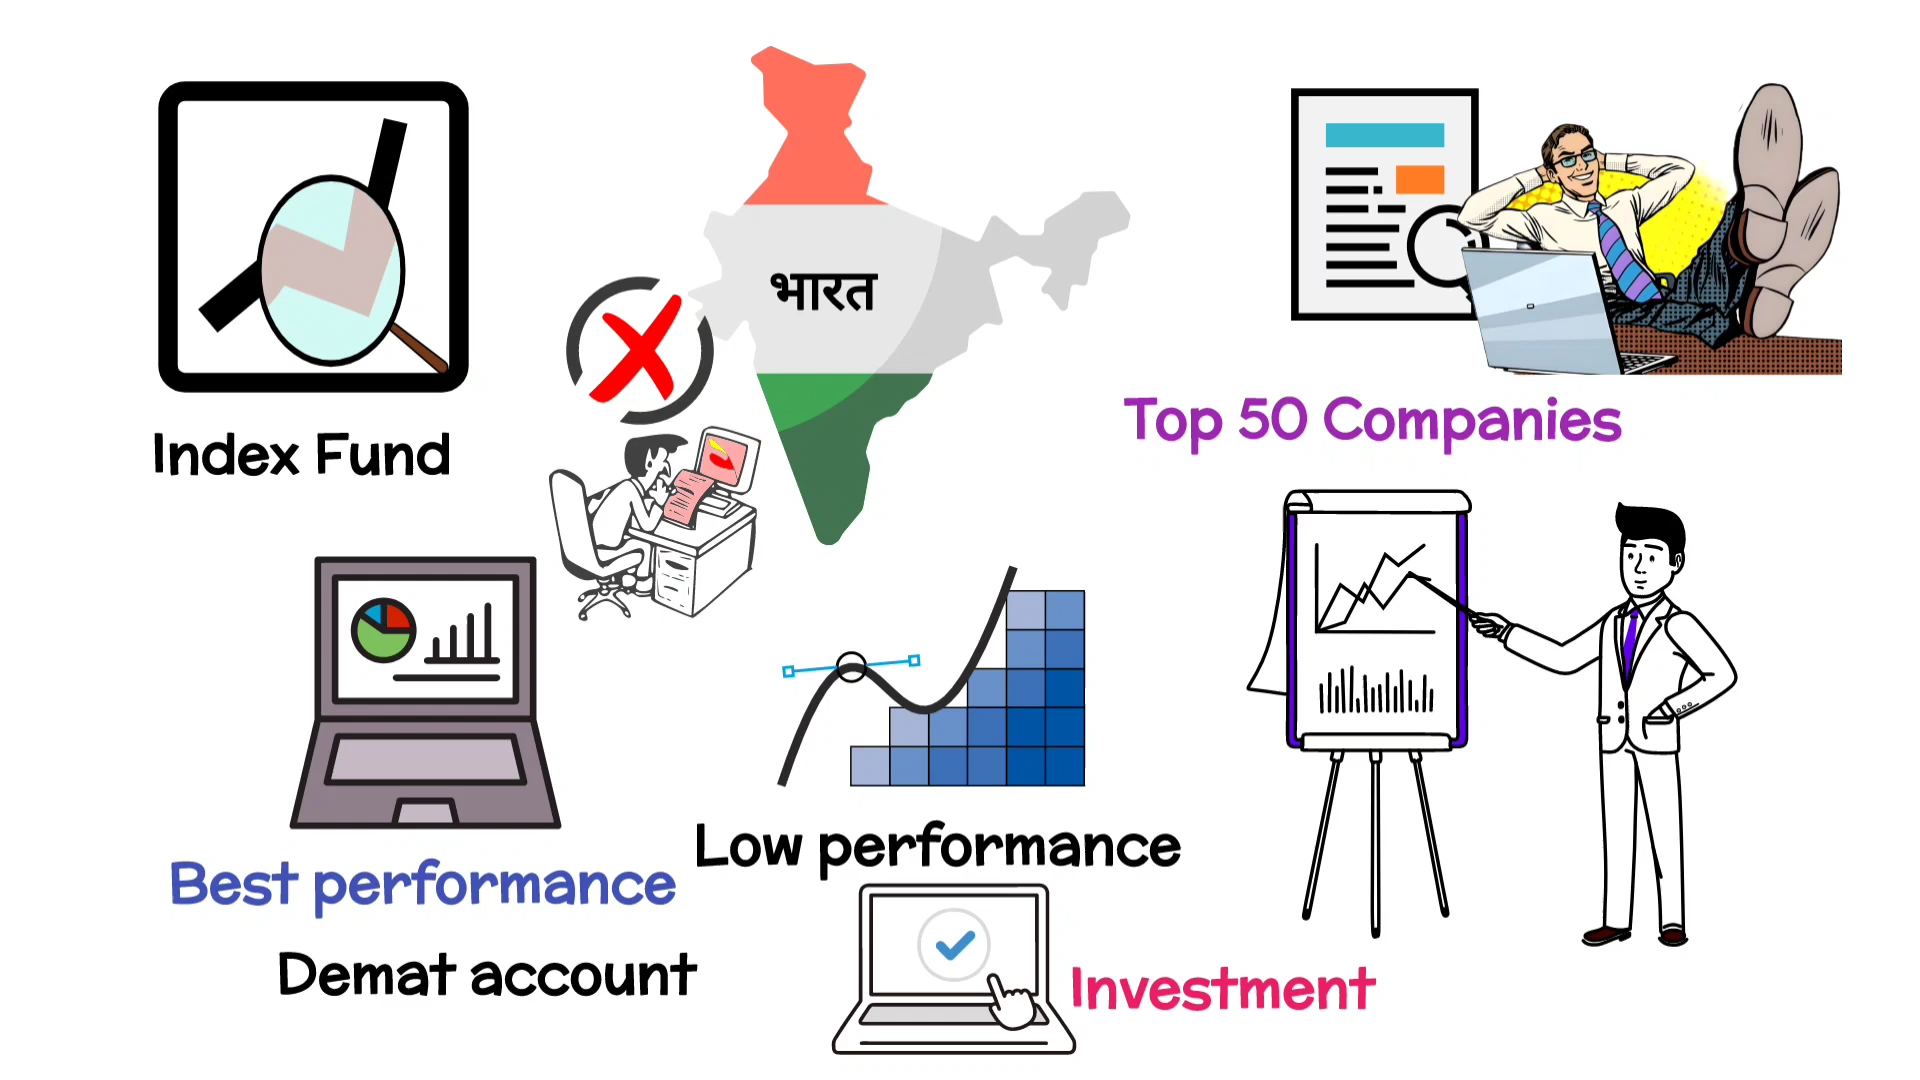 भारत
Index Fund
Top 50 Companies
Best performance
Low performance
Demat account
Investment